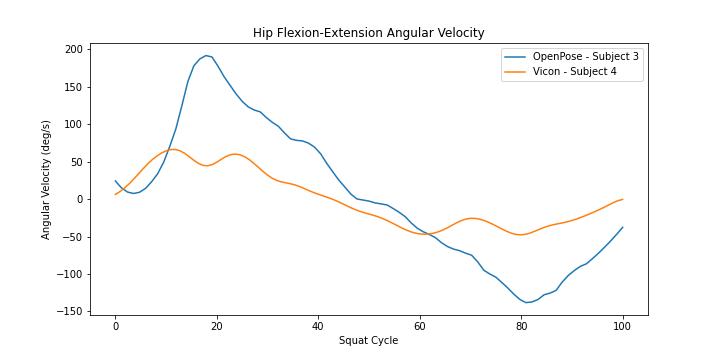 Hip Flexion-Extension Angular Velocity
OpenPose - Subject 3
Vicon - Subject 4
Angular Velocity (deg/s)
200
150
100
50
0
−50
−100
−150
0
20
40
60
80
100
Squat Cycle